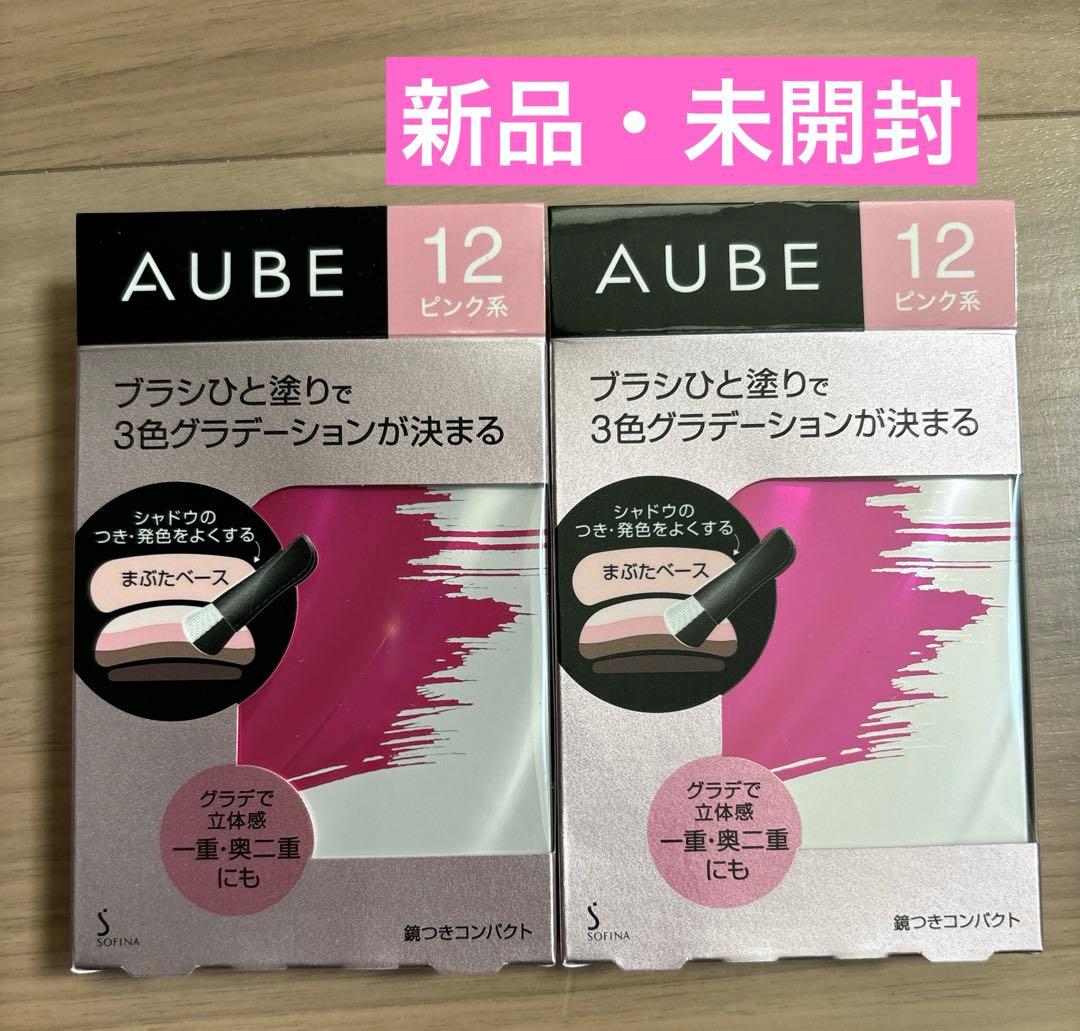 新品・未開封
AUBE
12
ピンク系
ブラシひと塗りで
3色グラデーションが決まる
シャドウの
つき・発色をよくする
まぶたベース
グラデで
立体感
一重・奥二重
にも
SOFINA
鏡つきコンパクト
AUBE
12
ピンク系
ブラシひと塗りで
3色グラデーションが決まる
シャドウの
つき・発色をよくする
まぶたベース
グラデで
立体感
一重・奥二重
にも
SOFINA
鏡つきコンパクト